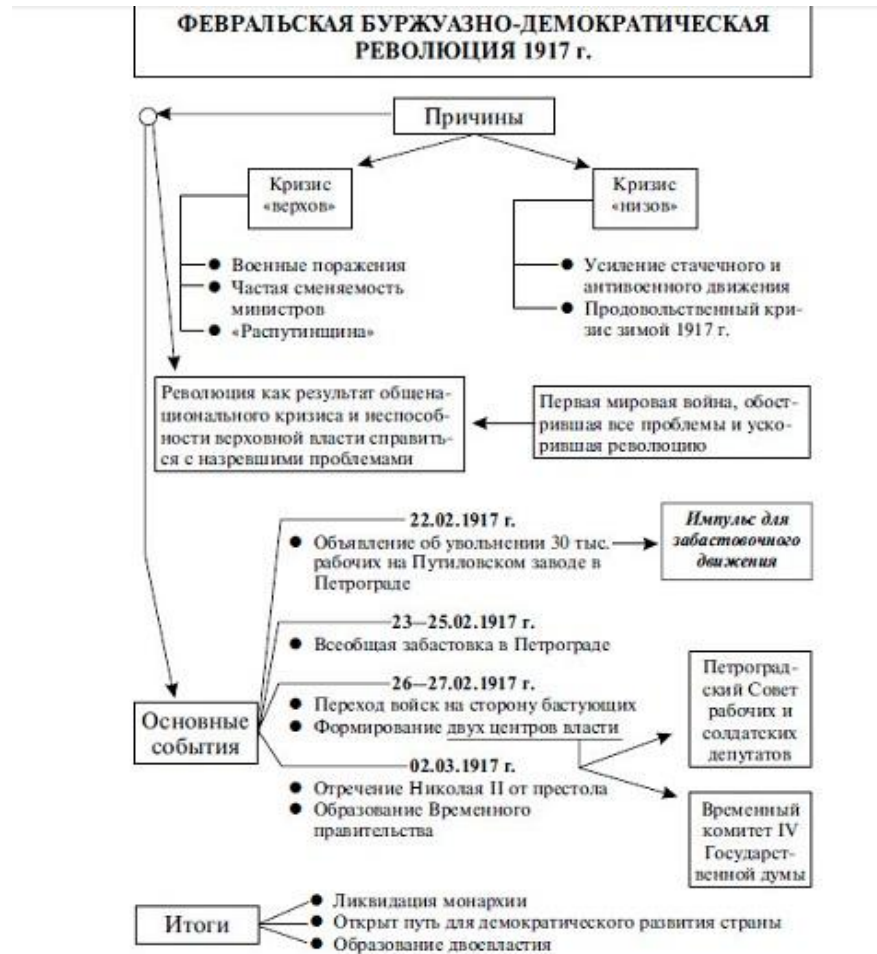 ФЕВРАЛЬСКАЯ БУРЖУАЗНО-ДЕМОКРАТИЧЕСКАЯ
РЕВОЛЮЦИЯ 1917 г.
Причины
Кризис
«верхов»
Кризис
«низов»
● Военные поражения
● Частая сменяемость
министров
● «Распутинщина»
● Усиление стачечного и
антивоенного движения
● Продовольственный кри-
зис зимой 1917 г.
Революция как результат общена-
ционального кризиса и неспособ-
ности верховной власти справить-
ся с назревшими проблемами
Первая мировая война, обост-
рившая все проблемы и уско-
рившая революцию
22.02.1917 г.
● Объявление об увольнении 30 тыс.
рабочих на Путиловском заводе в
Петрограде
Импульс для
забастовочного
движения
23—25.02.1917 г.
● Всеобщая забастовка в Петрограде
26—27.02.1917 г.
● Переход войск на сторону бастующих
● Формирование двух центров власти
Петроград-
ский Совет
рабочих и
солдатских
депутатов
Основные
события
02.03.1917 г.
● Отречение Николая II от престола
● Образование Временного
правительства
Временный
комитет IV
Государст-
венной думы
Итоги
● Ликвидация монархии
● Открыт путь для демократического развития страны
● Образование двоевластия